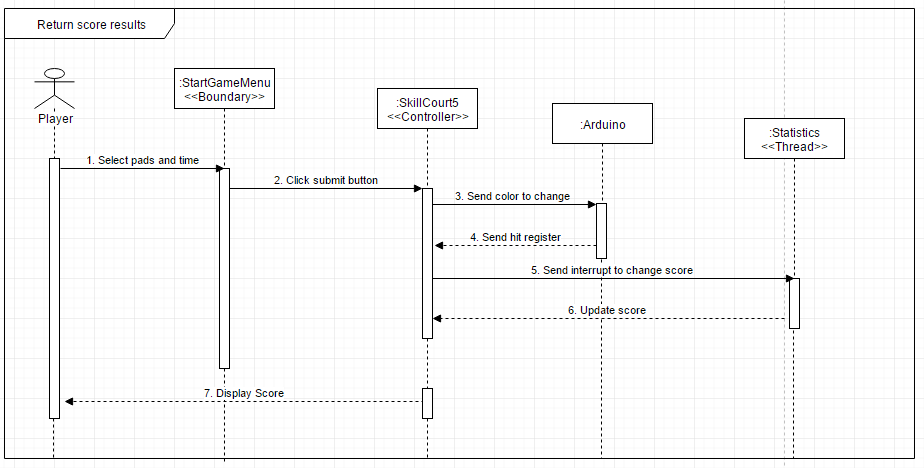 Return score results
:StartGameMenu
<<Boundary>>
:SkillCourt5
<<Controller>>
:Arduino
:Statistics
<<Thread>>
Player
1. Select pads and time
2. Click submit button
3. Send color to change
4. Send hit register
5. Send interrupt to change score
6. Update score
7. Display Score